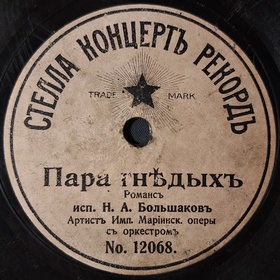 СТЕЛЛА КОНЦЕРТЪ РЕКОРДЪ
TRADE MARK
Пара гнѣдыхъ
Романсъ
исп. Н. А. Большаковъ
Артистъ Имп. Маріинск. оперы
съ оркестромъ
No. 12068.